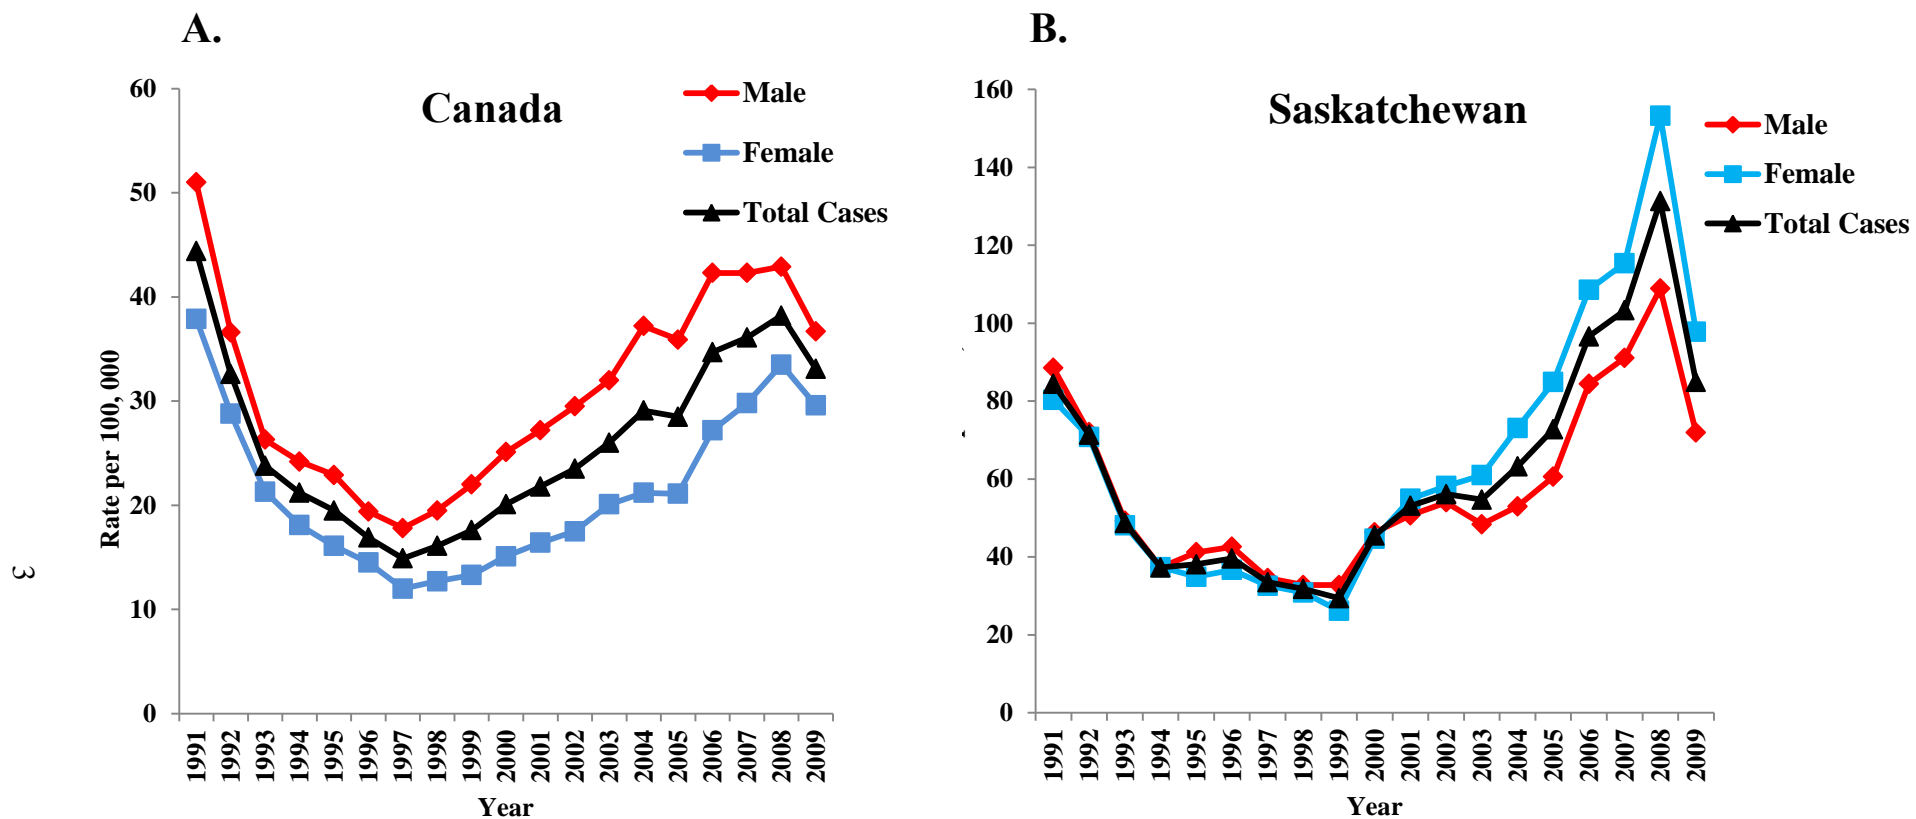 A.
B.
Canada
Male
Female
Total Cases
60
50
40
30
20
10
0
Rate per 100, 000
1991 1992 1993 1994 1995 1996 1997 1998 1999 2000 2001 2002 2003 2004 2005 2006 2007 2008 2009
Year
Saskatchewan
Male
Female
Total Cases
160
140
120
100
80
60
40
20
0
1991 1992 1993 1994 1995 1996 1997 1998 1999 2000 2001 2002 2003 2004 2005 2006 2007 2008 2009
Year
3